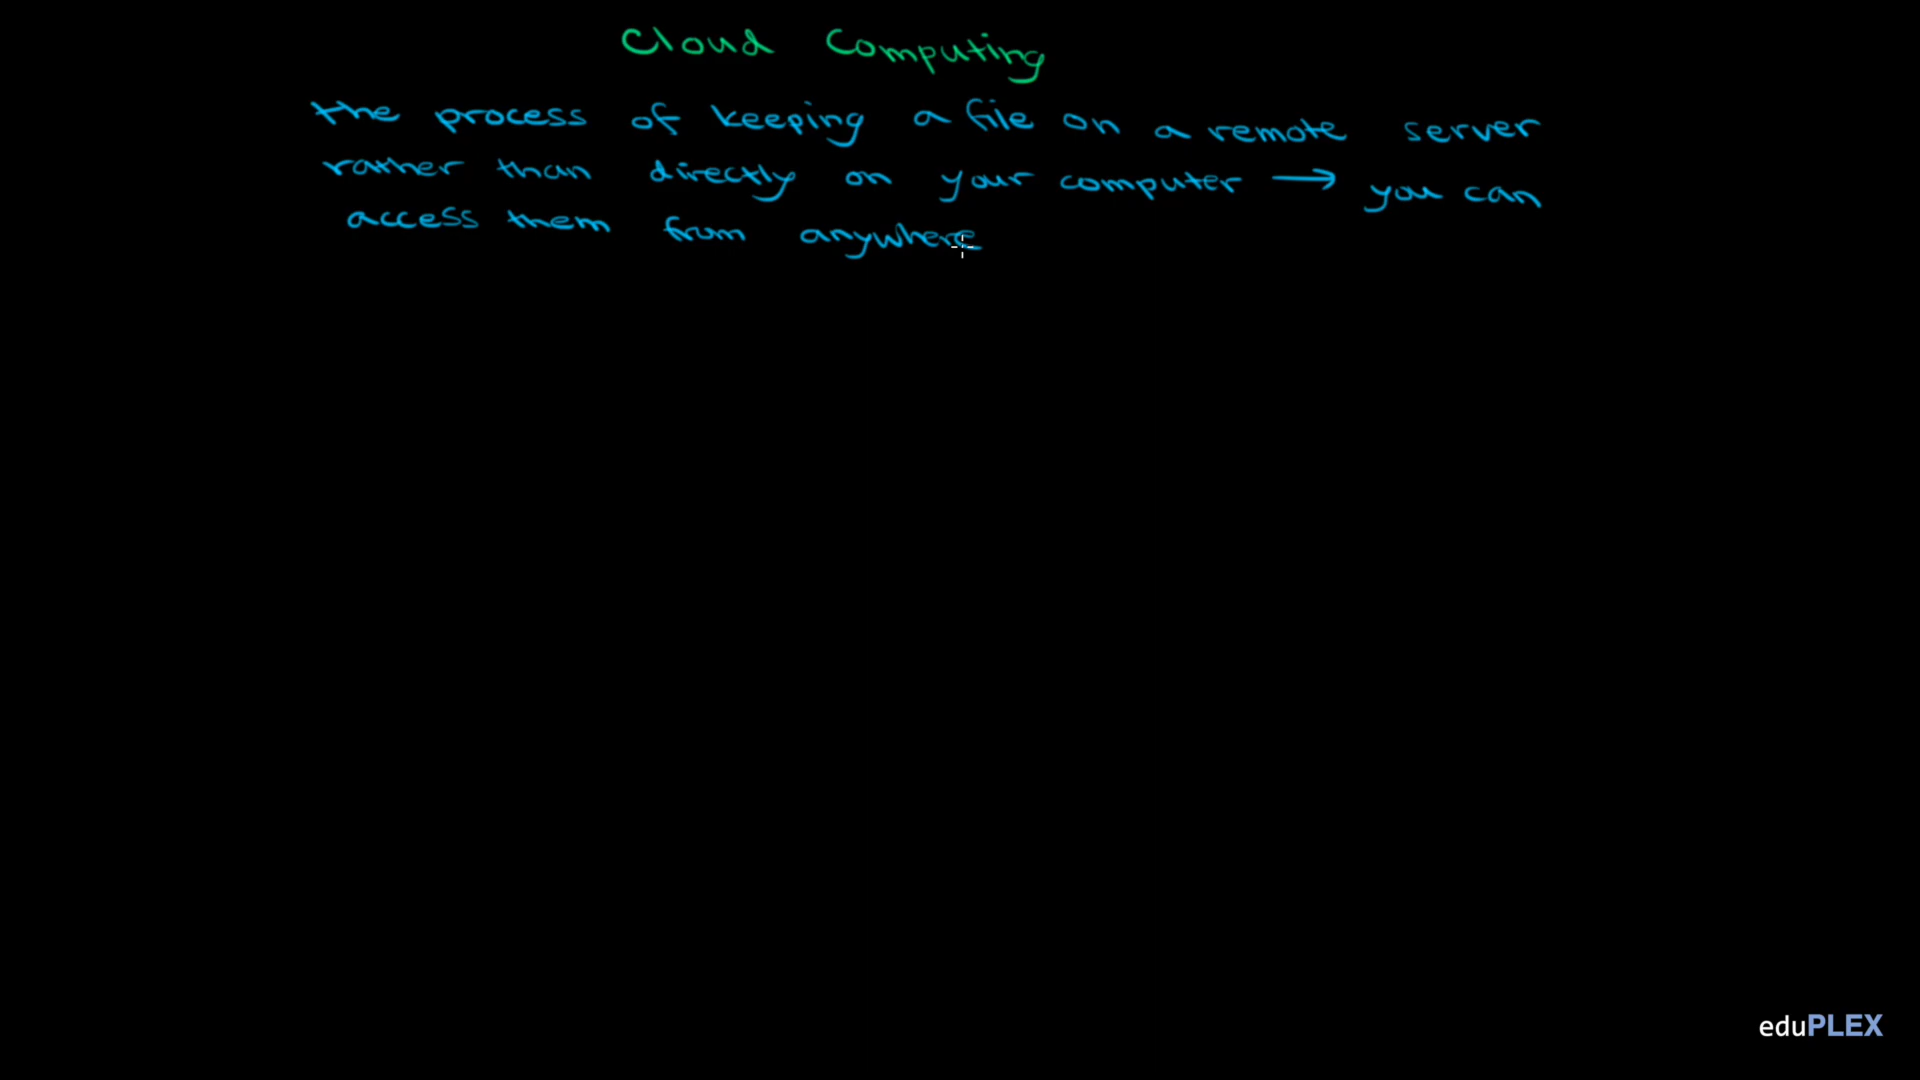 Cloud Computing
the process of keeping a file on a remote server
rather than directly on your computer → you can
access them from anywhere
eduPLEX